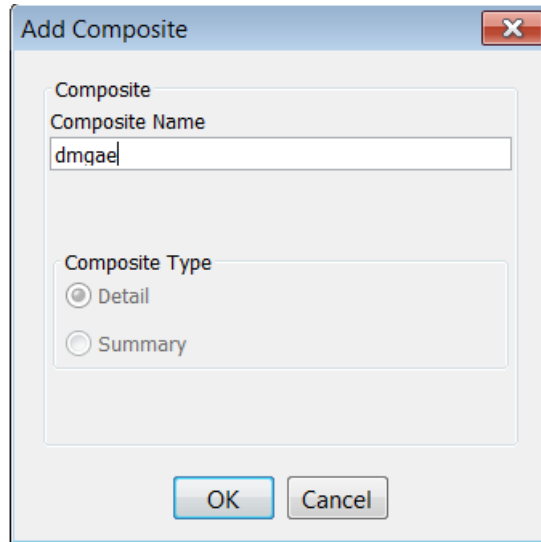 Add Composite
Composite
Composite Name
dmgae
Composite Type
Detail
Summary
OK
Cancel